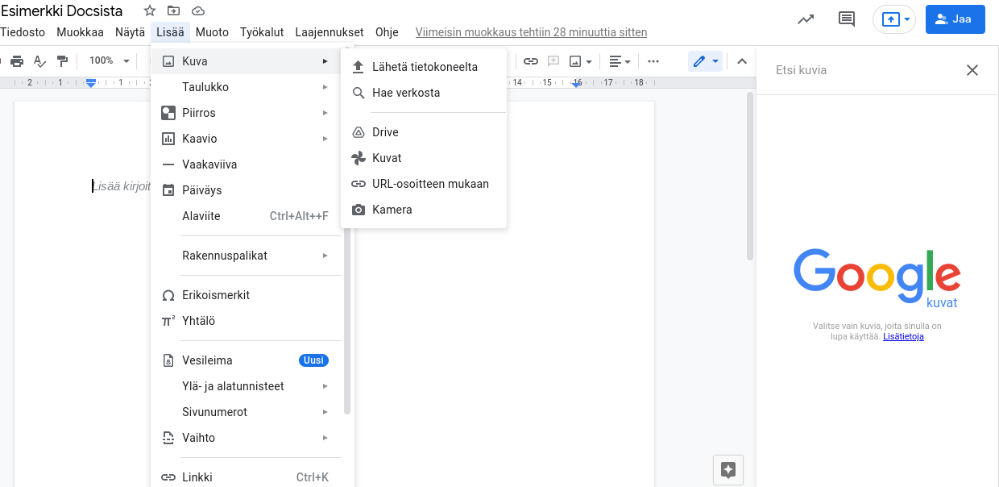 Esimerkki Docsista
Tiedosto Muokkaa Näytä Lisää Muoto Työkalut Laajennukset Ohje Viimeisin muokkaus tehtiin 28 minuuttia sitten
Jaa
100%
2 1 1 14 15 16 17 18
Lisää kirjoit
Kuva
Taulukko
Piirros
Kaavio
Vaakaviiva
Päiväys
Alaviite Ctrl+Alt++F
Rakennuspalikat
Erikoismerkit
Yhtälö
Vesileima Uusi
Ylä- ja alatunnisteet
Sivunumerot
Vaihto
Linkki Ctrl+K
Lähetä tietokoneelta
Hae verkosta
Drive
Kuvat
URL-osoitteen mukaan
Kamera
Etsi kuvia
Google
kuvat
Valitse vain kuvia, joita sinulla on
lupa käyttää. Lisätietoja